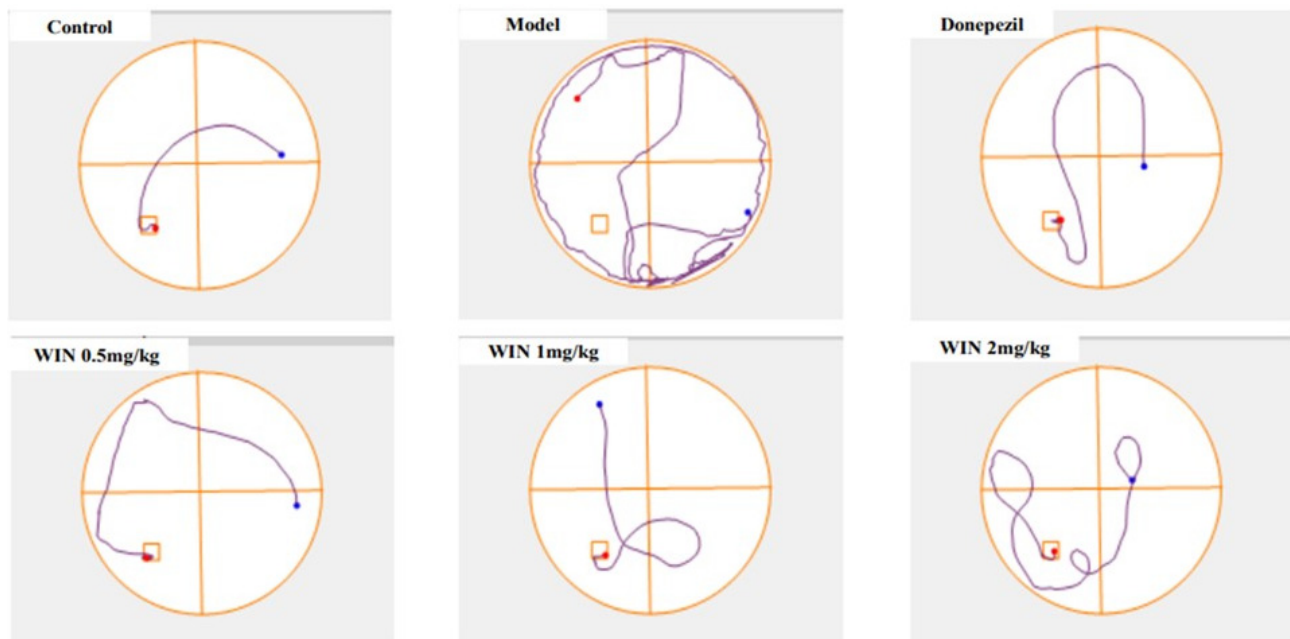 Control
Model
Donepezil
WIN 0.5mg/kg
WIN 1mg/kg
WIN 2mg/kg